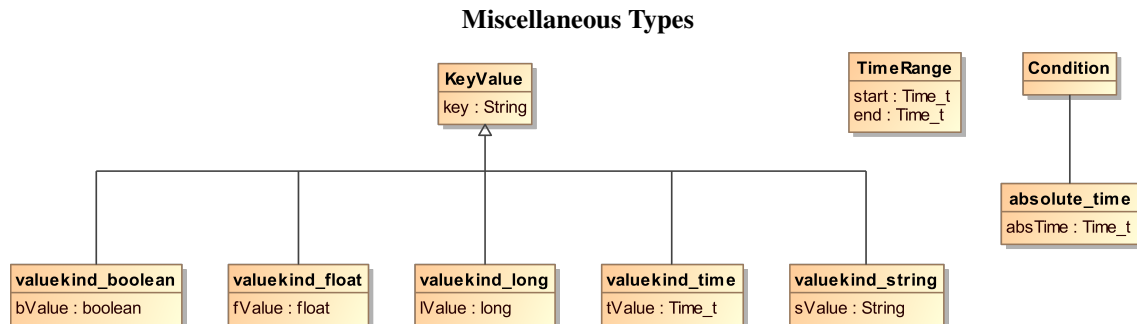 Miscellaneous Types
KeyValue
key : String
TimeRange
start : Time_t
end : Time_t
Condition
absolute_time
absTime : Time_t
valuekind_boolean
bValue : boolean
valuekind_float
fValue : float
valuekind_long
lValue : long
valuekind_time
tValue : Time_t
valuekind_string
sValue : String